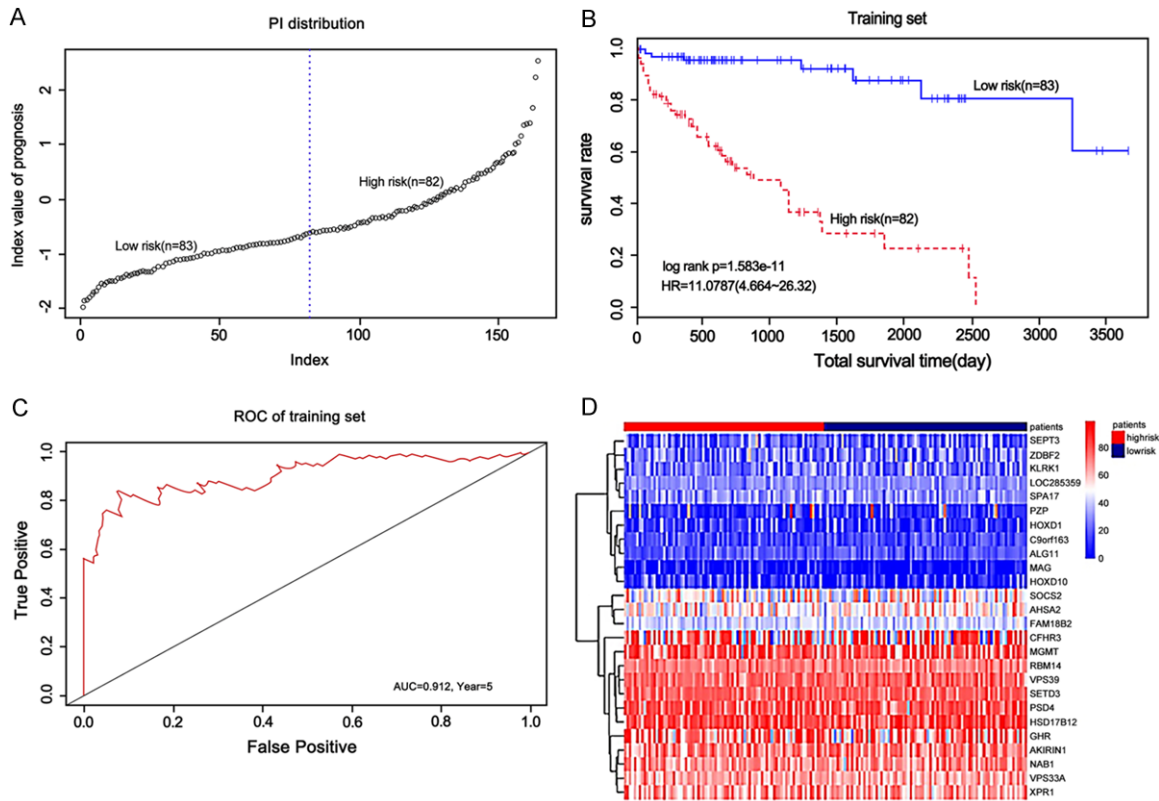 A
PI distribution
Index value of prognosis
2
1
0
-1
-2
High risk(n=82)
Low risk(n=83)
0
50
100
150
Index
B
Training set
survival rate
1.0
0.8
0.6
0.4
0.2
0.0
Low risk(n=83)
High risk(n=82)
log rank p=1.583e-11
HR=11.0787(4.664~26.32)
0
500
1000
1500
2000
2500
3000
3500
Total survival time(day)
C
ROC of training set
True Positive
1.0
0.8
0.6
0.4
0.2
0.0
AUC=0.912, Year=5
0.0
0.2
0.4
0.6
0.8
1.0
False Positive
D
patients
SEPT3
ZDBF2
KLRK1
LOC285359
SPA17
PZP
HOXD1
C9orf163
ALG11
MAG
HOXD10
SOCS2
AHSA2
FAM18B2
CFHR3
MGMT
RBM14
VPS39
SETD3
PSD4
HSD17B12
GHR
AKIRIN1
NAB1
VPS33A
XPR1
80
60
40
20
0
patients
highrisk
lowrisk